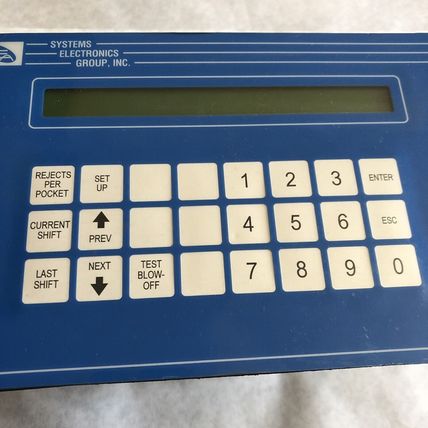 SYSTEMS
ELECTRONICS
GROUP, INC.
REJECTS
PER
POCKET
SET
UP
1
2
3
ENTER
CURRENT
SHIFT
PREV
4
5
6
ESC
LAST
SHIFT
NEXT
TEST
BLOW-
OFF
7
8
9
0